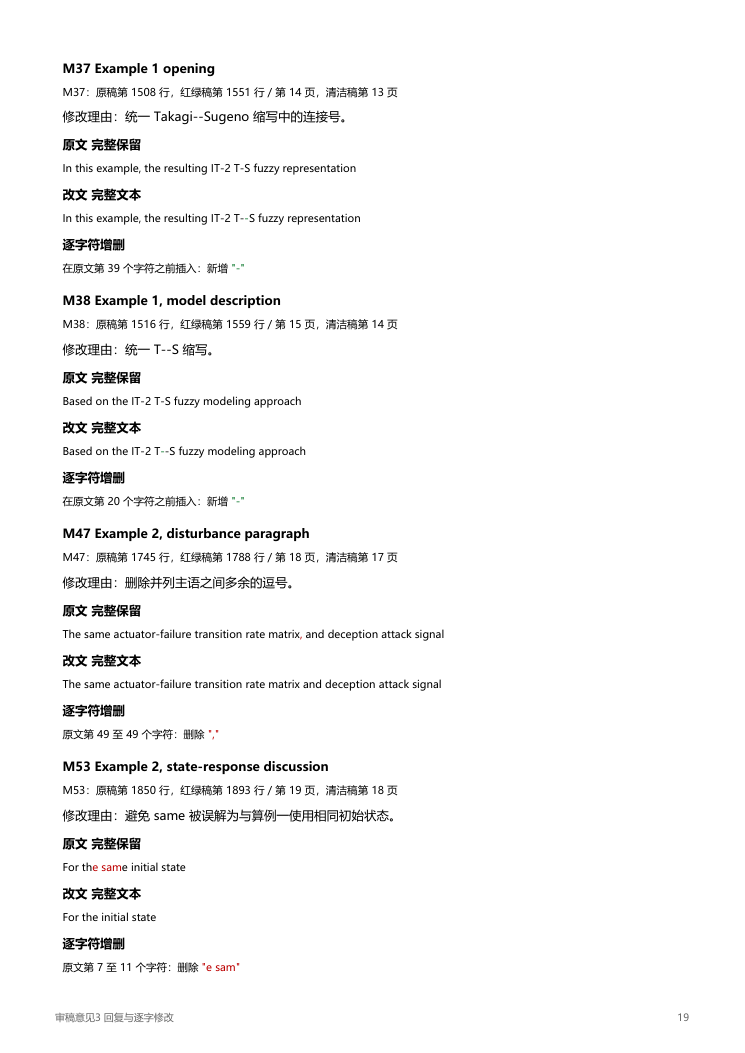 M37 Example 1 opening
M37：原稿第 1508 行，红绿稿第 1551 行 / 第 14 页，清洁稿第 13 页
修改理由：统一 Takagi--Sugeno 缩写中的连接号。
原文 完整保留
In this example, the resulting IT-2 T-S fuzzy representation
改文 完整文本
In this example, the resulting IT-2 T--S fuzzy representation
逐字符增删
在原文第 39 个字符之前插入：新增 "-"
M38 Example 1, model description
M38：原稿第 1516 行，红绿稿第 1559 行 / 第 15 页，清洁稿第 14 页
修改理由：统一 T--S 缩写。
原文 完整保留
Based on the IT-2 T-S fuzzy modeling approach
改文 完整文本
Based on the IT-2 T--S fuzzy modeling approach
逐字符增删
在原文第 20 个字符之前插入：新增 "-"
M47 Example 2, disturbance paragraph
M47：原稿第 1745 行，红绿稿第 1788 行 / 第 18 页，清洁稿第 17 页
修改理由：删除并列主语之间多余的逗号。
原文 完整保留
The same actuator-failure transition rate matrix, and deception attack signal
改文 完整文本
The same actuator-failure transition rate matrix and deception attack signal
逐字符增删
原文第 49 至 49 个字符：删除 ","
M53 Example 2, state-response discussion
M53：原稿第 1850 行，红绿稿第 1893 行 / 第 19 页，清洁稿第 18 页
修改理由：避免 same 被误解为与算例一使用相同初始状态。
原文 完整保留
For the same initial state
改文 完整文本
For the initial state
逐字符增删
原文第 7 至 11 个字符：删除 "e sam"
审稿意见3 回复与逐字修改
19